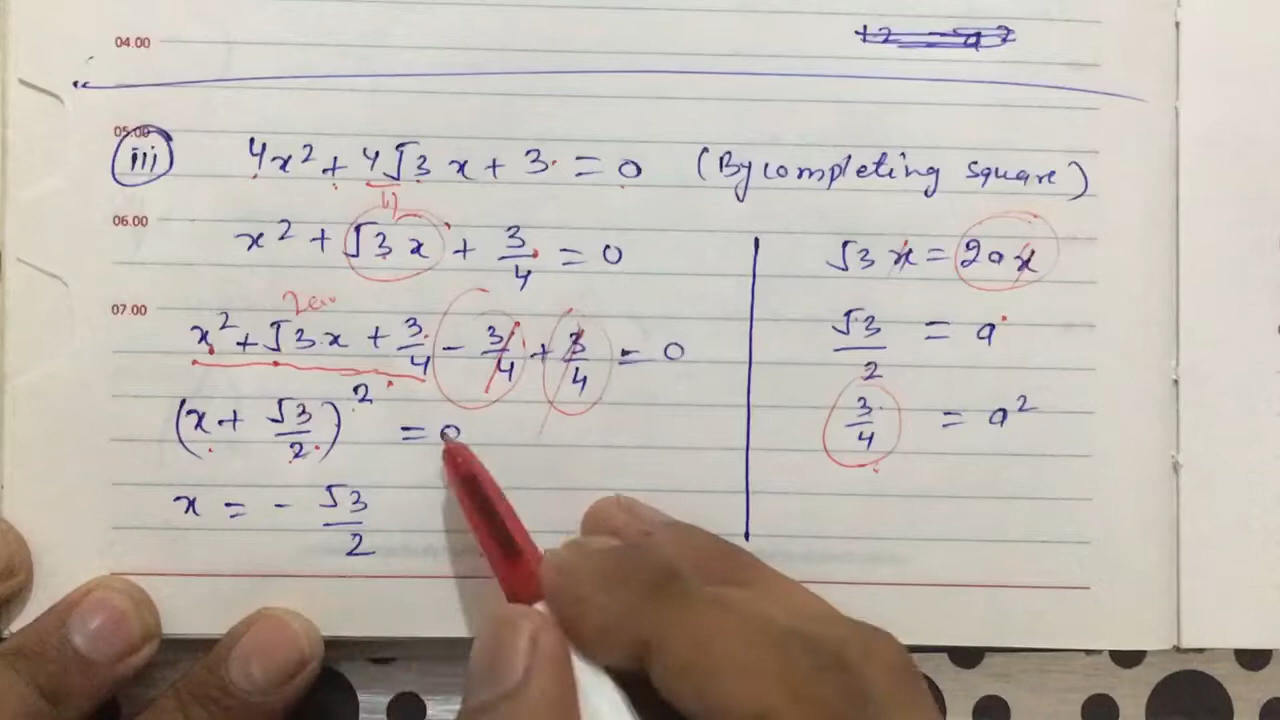 04.00
05.00
(iii) 4x² + 4√3 x + 3 = 0 (By completing square)
4
06.00
x² + √3 x + 3/4 = 0
07.00
x² + √3 x + 3/4 - 3/4 + 3/4 = 0
(x + √3/2)² = 0
x = - √3/2
√3 x = 2ax
√3/2 = a
3/4 = a²